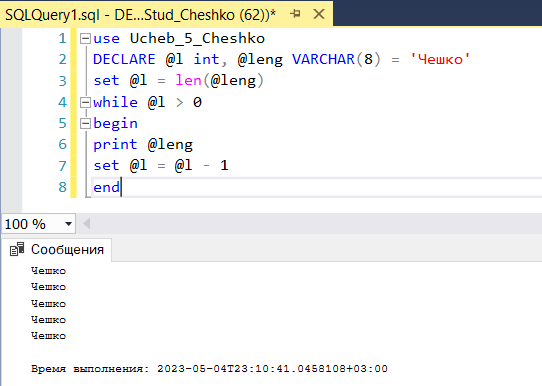 SQLQuery1.sql - DE...Stud_Cheshko (62))*
1 use Ucheb_5_Cheshko
2 DECLARE @l int, @leng VARCHAR(8) = 'Чешко'
3 set @l = len(@leng)
4 while @l > 0
5 begin
6 print @leng
7 set @l = @l - 1
8 end
100 %
Сообщения
Чешко
Чешко
Чешко
Чешко
Чешко
Время выполнения: 2023-05-04T23:10:41.0458108+03:00